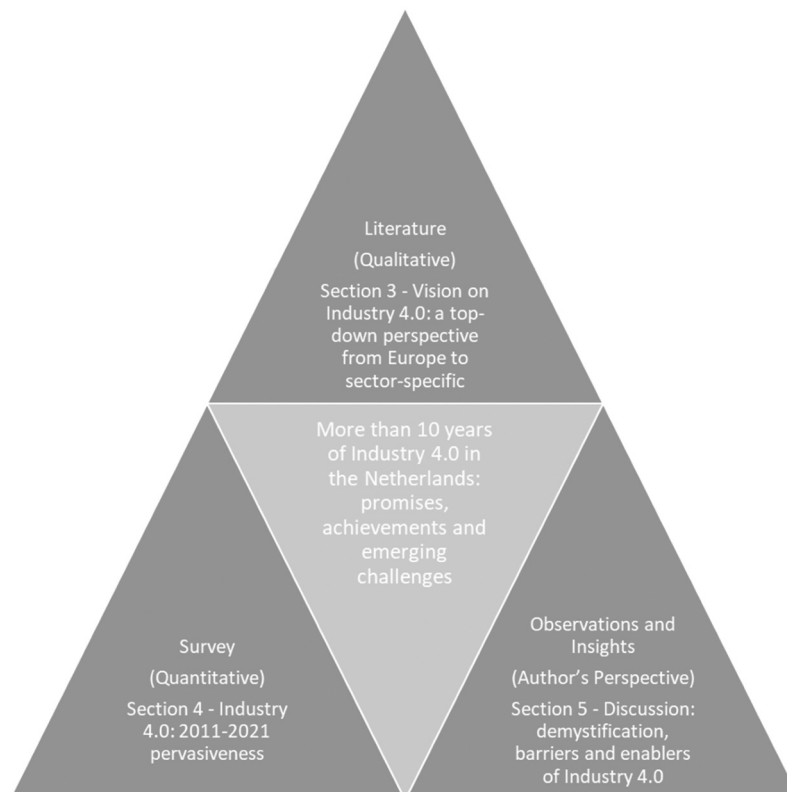 Literature
(Qualitative)
Section 3 - Vision on
Industry 4.0: a top-
down perspective
from Europe to
sector-specific
More than 10 years
of Industry 4.0 in
the Netherlands:
promises,
achievements and
emerging
challenges
Survey
(Quantitative)
Section 4 - Industry
4.0: 2011-2021
pervasiveness
Observations and
Insights
(Author’s Perspective)
Section 5 - Discussion:
demystification,
barriers and enablers
of Industry 4.0